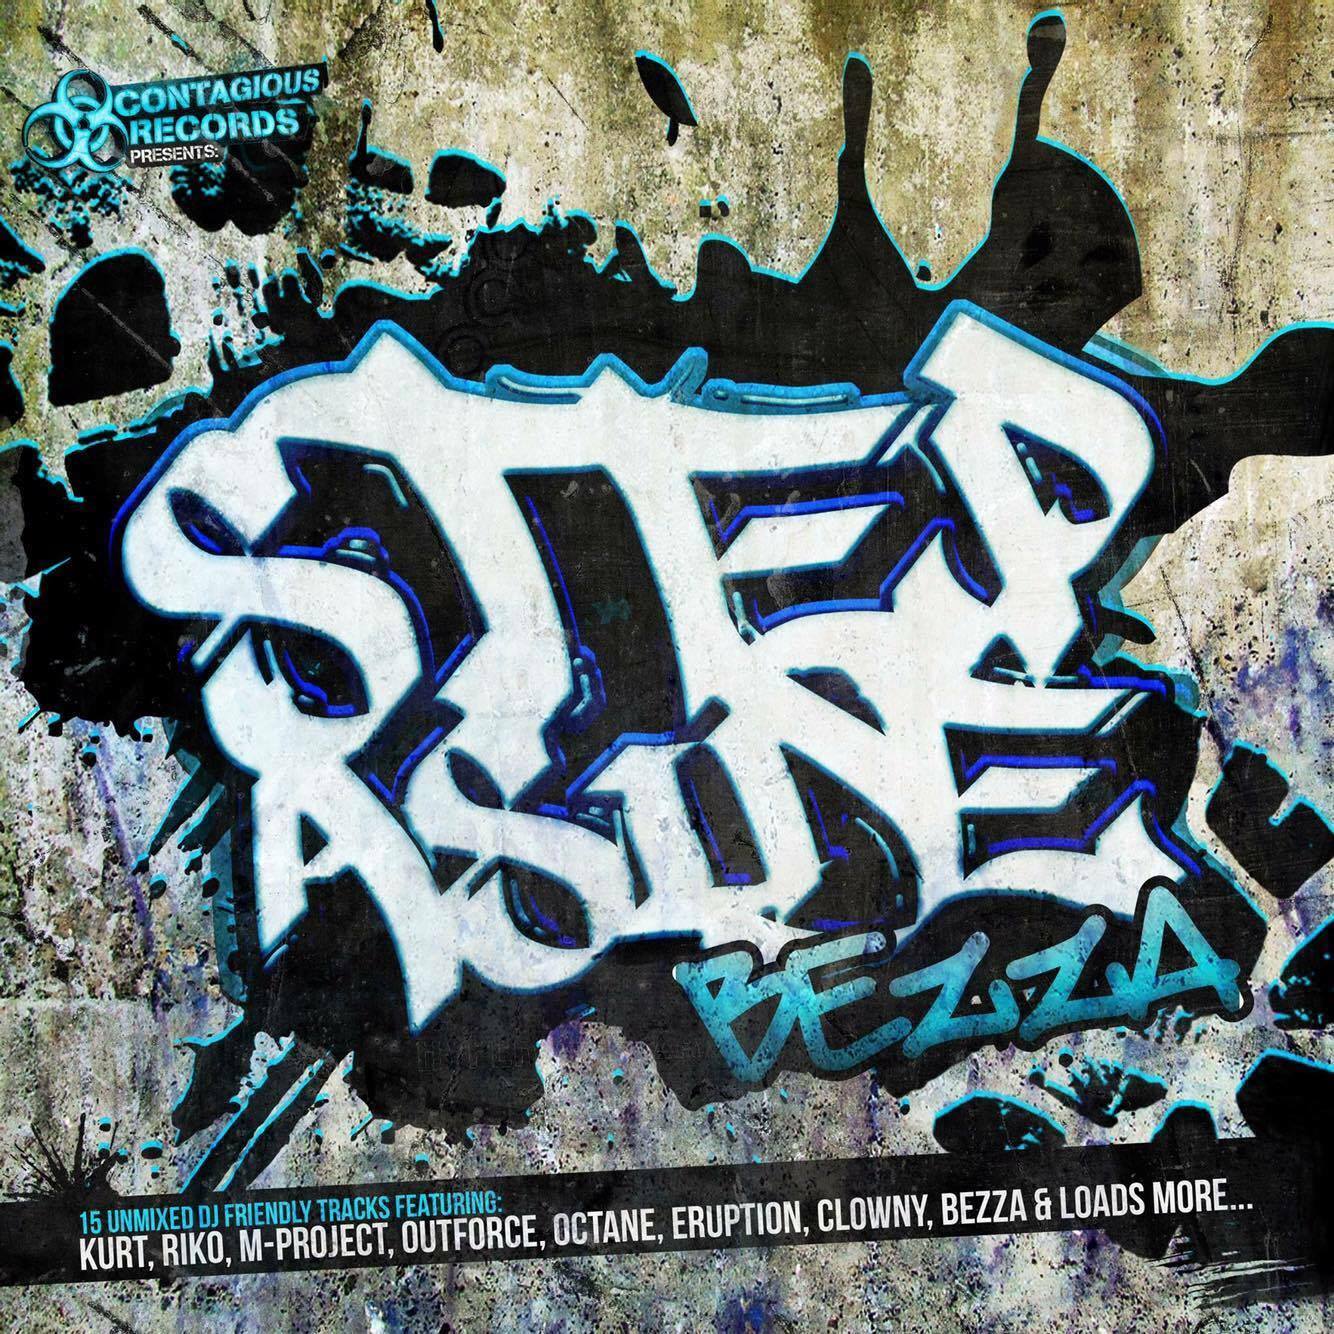 CONTAGIOUS
RECORDS
PRESENTS:
STEP
ASIDE
BEZZA
15 UNMIXED DJ FRIENDLY TRACKS FEATURING:
KURT, RIKO, M-PROJECT, OUTFORCE, OCTANE, ERUPTION, CLOWNY, BEZZA & LOADS MORE...